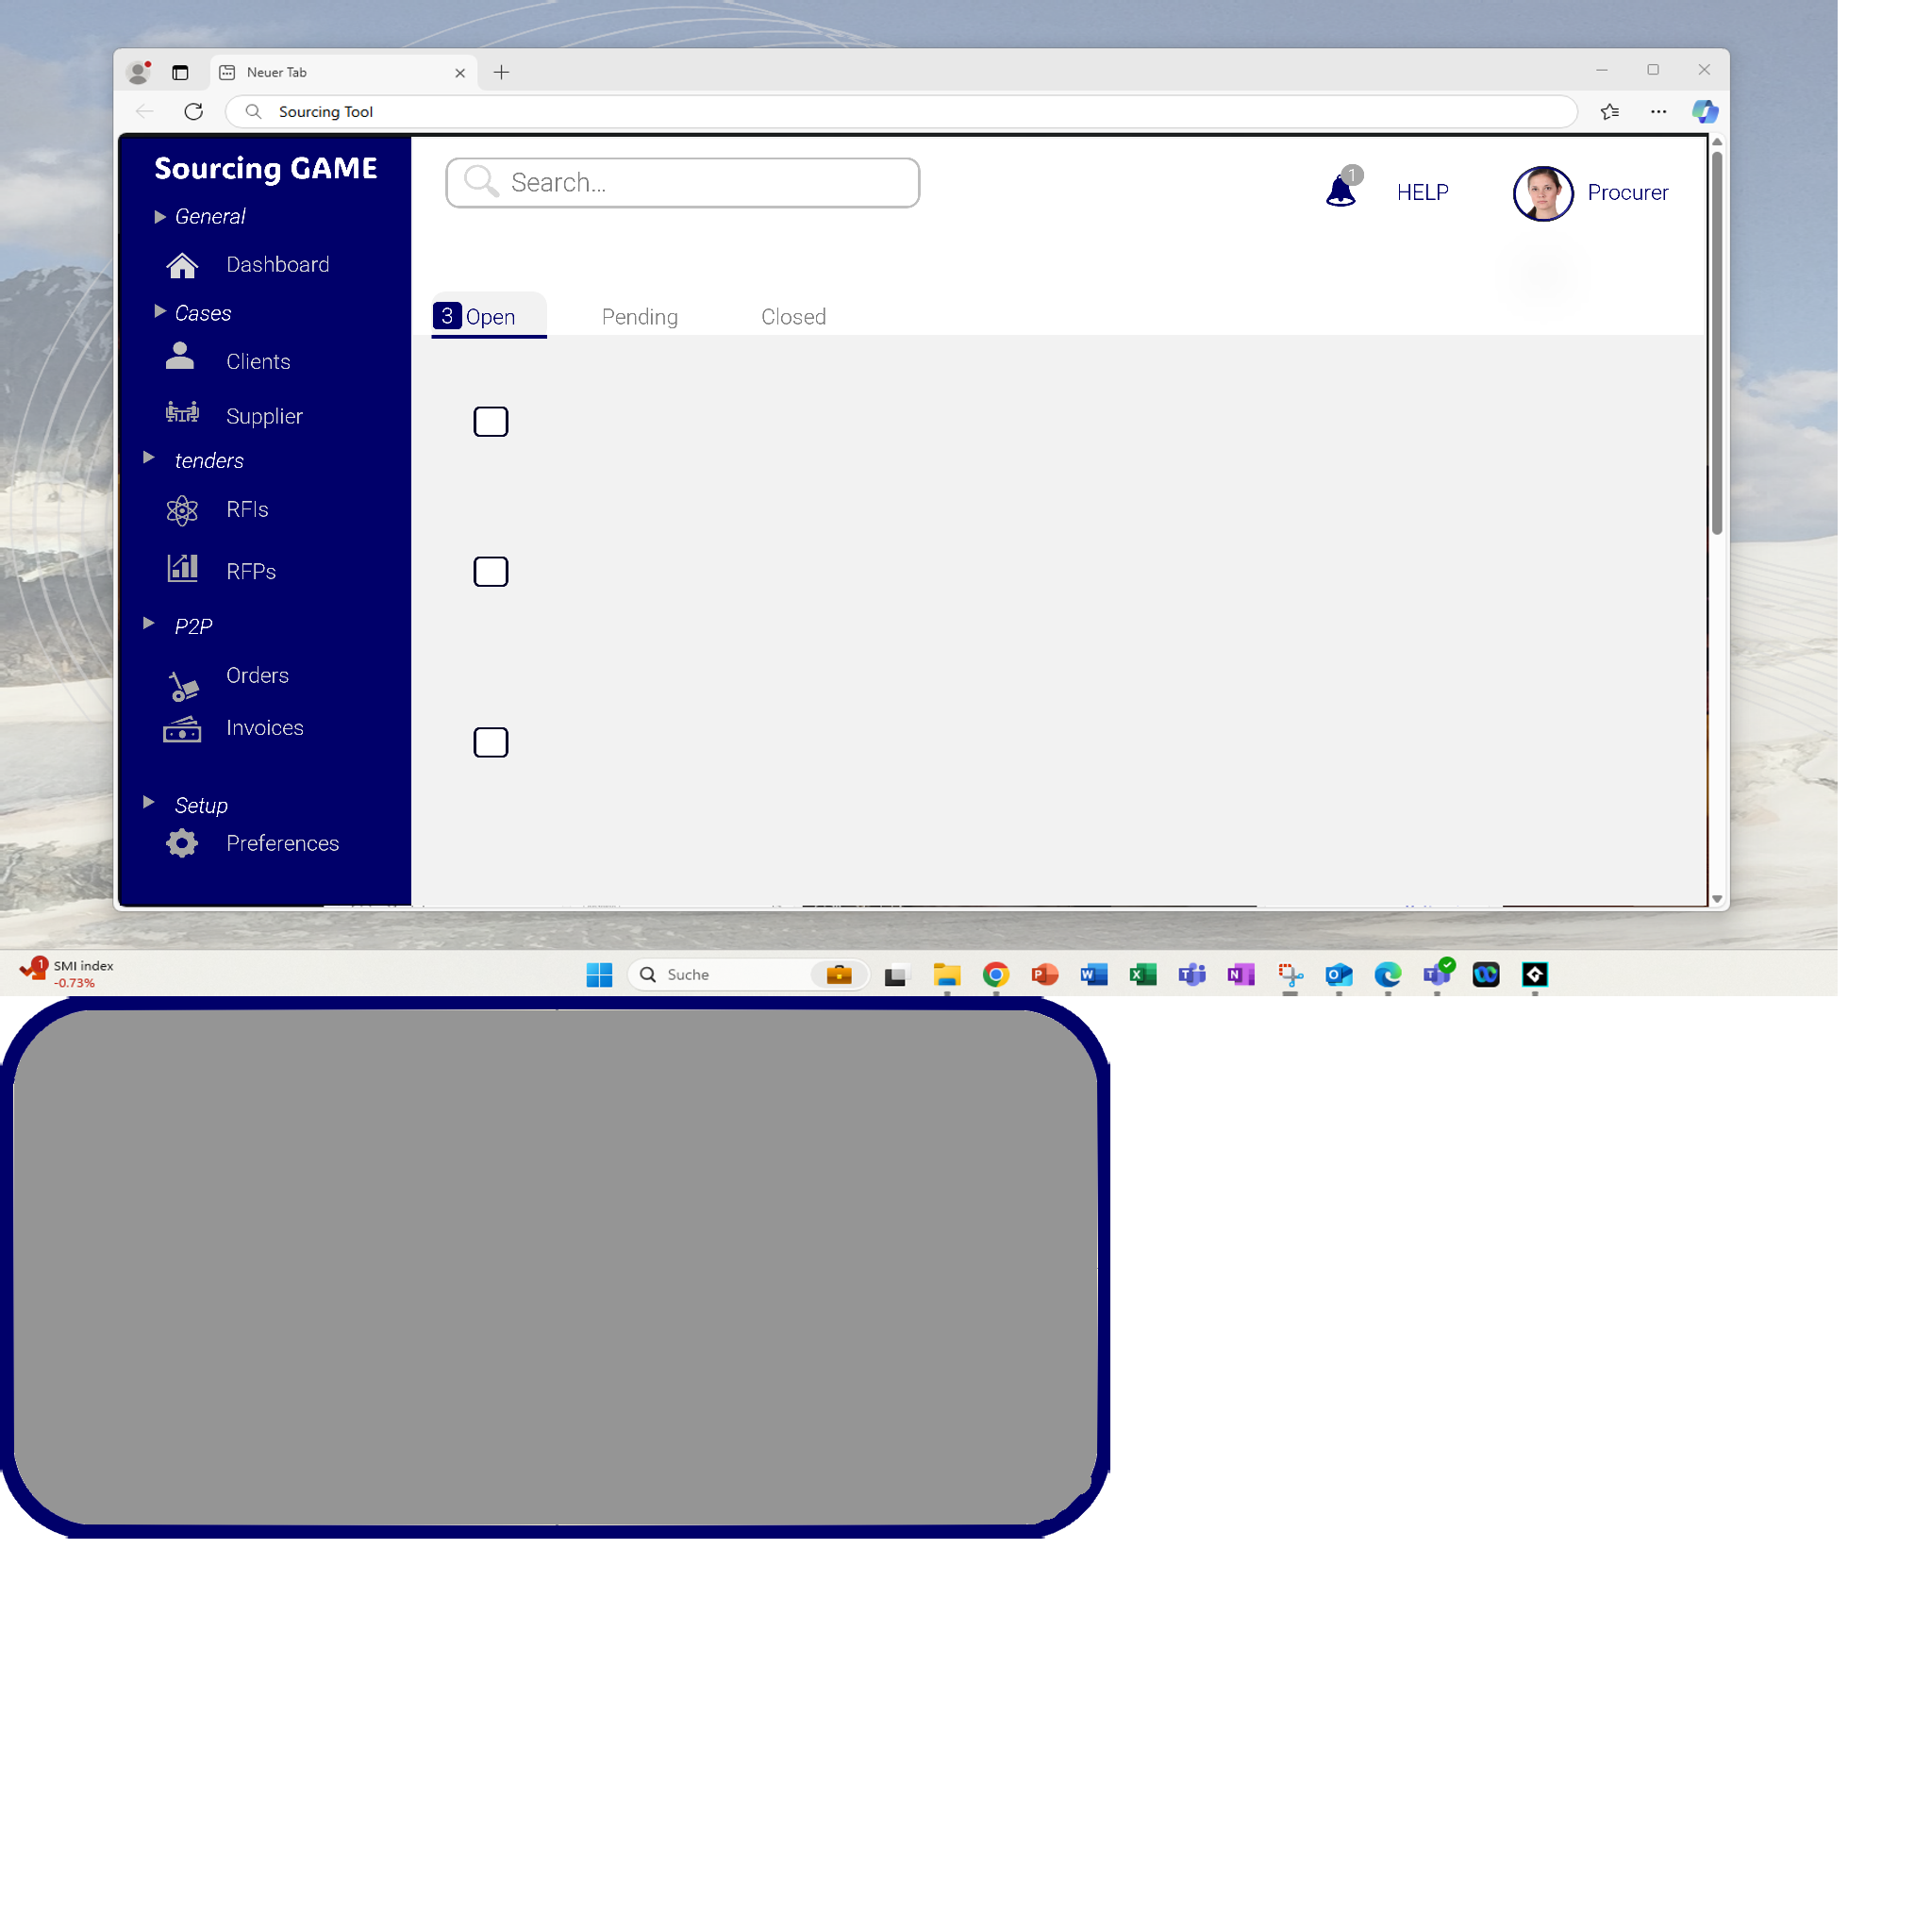 Neuer Tab
Sourcing Tool
Sourcing GAME
General
Dashboard
Cases
Clients
Supplier
tenders
RFIs
RFPs
P2P
Orders
Invoices
Setup
Preferences
Search...
1
HELP
Procurer
3 Open
Pending
Closed
1
SMI index
-0.73%
Suche